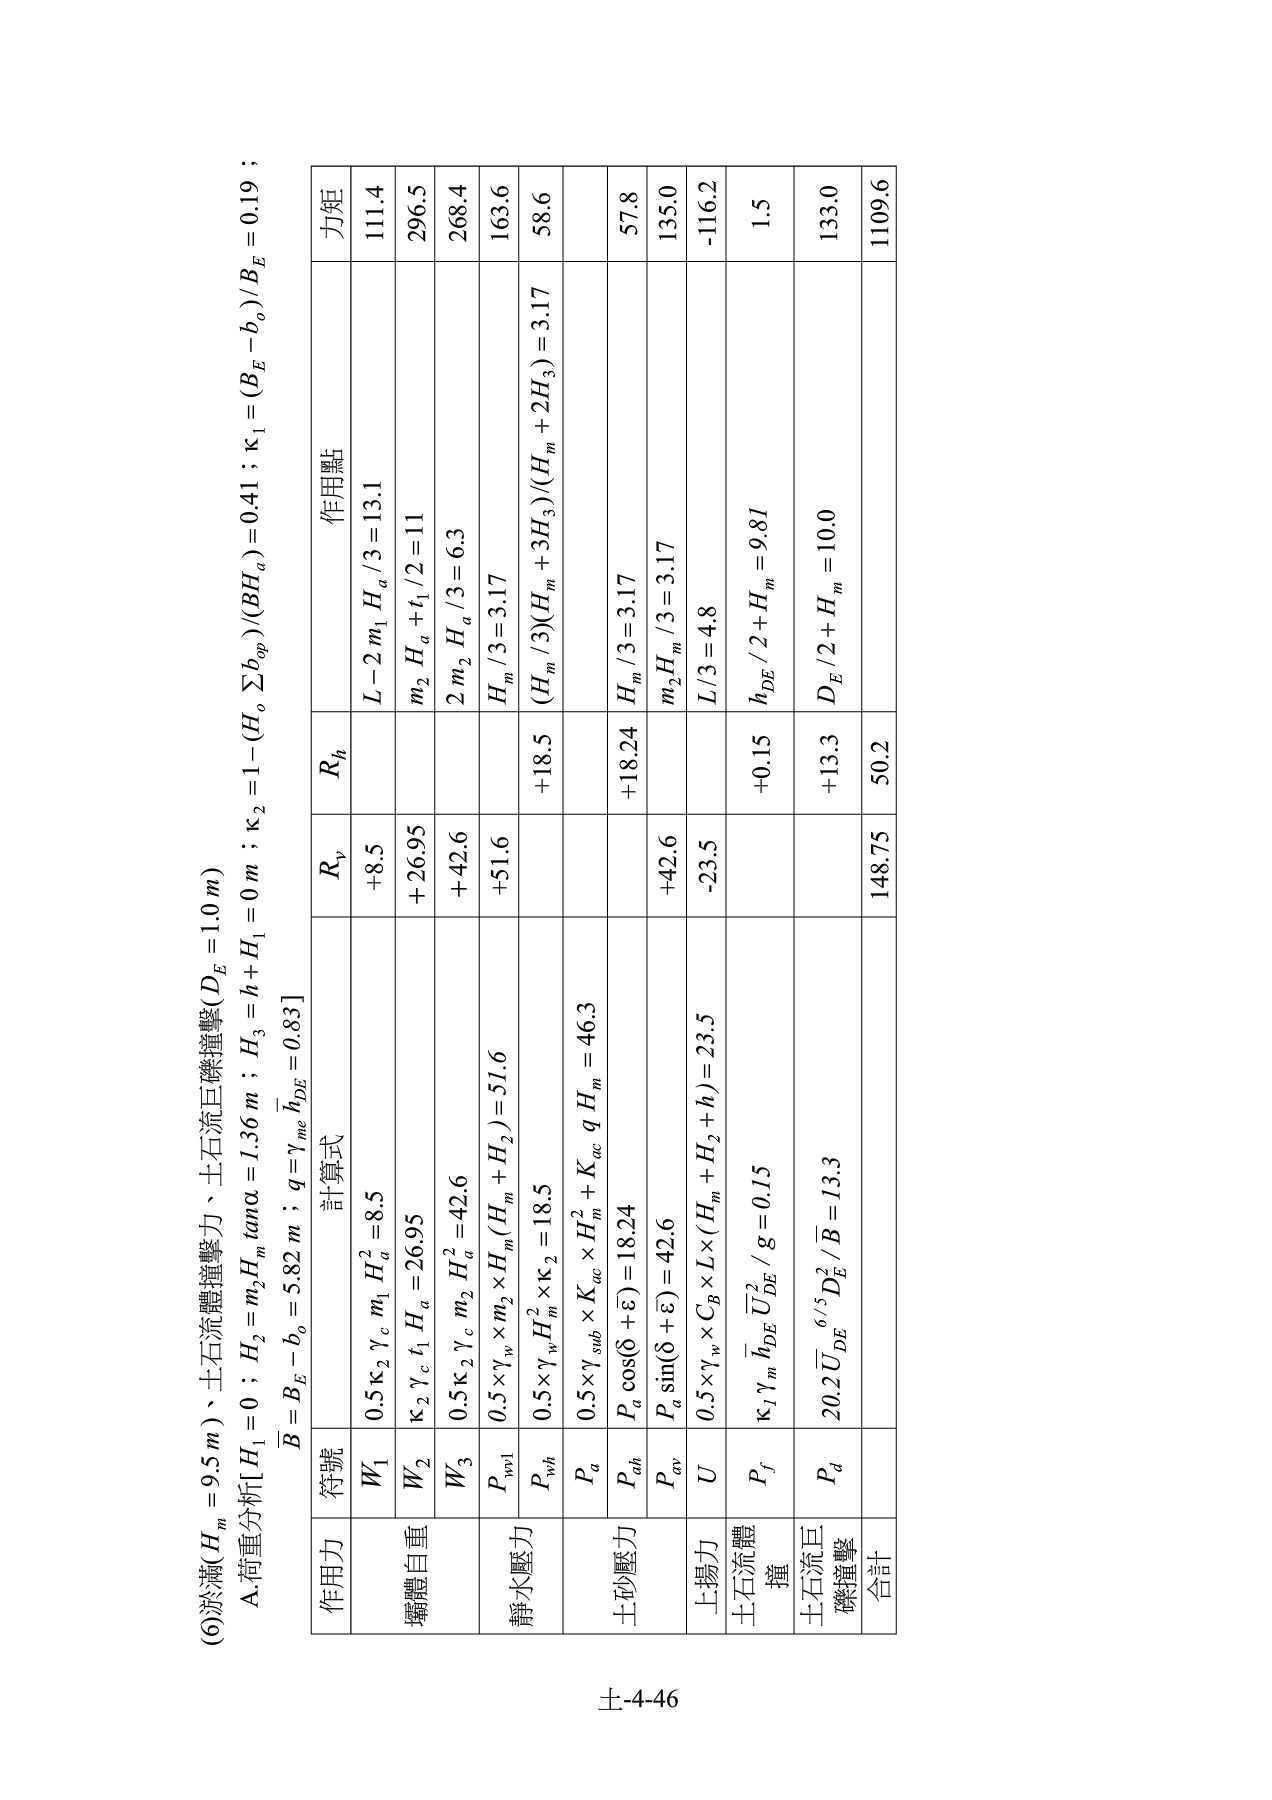 (6)淤滿(H_m = 9.5 m)、土石流體撞擊力、土石流巨礫撞擊(D_E = 1.0 m)
A.荷重分析[H_1 = 0；H_2 = m_2H_m tanα = 1.36 m；H_3 = h + H_1 = 0 m；κ_2 = 1−(H_o ∑b_op)/(BH_a) = 0.41；κ_1 = (B_E − b_o)/B_E = 0.19；
B̅ = B_E − b_o = 5.82 m；q = γ_me h̅_DE = 0.83]
作用力 符號 計算式 R_v R_h 作用點 力矩
壩體自重 W_1 0.5κ_2 γ_c m_1 H_a^2 = 8.5 +8.5 L − 2 m_1 H_a / 3 = 13.1 111.4
W_2 κ_2 γ_c t_1 H_a = 26.95 +26.95 m_2 H_a + t_1 / 2 = 11 296.5
W_3 0.5κ_2 γ_c m_2 H_a^2 = 42.6 +42.6 2 m_2 H_a / 3 = 6.3 268.4
靜水壓力 P_wv1 0.5×γ_w × m_2 × H_m(H_m + H_2) = 51.6 +51.6 H_m / 3 = 3.17 163.6
P_wh 0.5×γ_w H_m^2 × κ_2 = 18.5 +18.5 (H_m / 3)(H_m + 3H_3)/(H_m + 2H_3) = 3.17 58.6
土砂壓力 P_a 0.5×γ_sub × K_ac × H_m^2 + K_ac q H_m = 46.3
P_ah P_a cos(δ + ε̅) = 18.24 +18.24 H_m / 3 = 3.17 57.8
P_av P_a sin(δ + ε̅) = 42.6 +42.6 m_2H_m / 3 = 3.17 135.0
上揚力 U 0.5×γ_w × C_B × L×(H_m + H_2 + h) = 23.5 -23.5 L/3 = 4.8 -116.2
土石流體
撞 P_f κ_1 γ_m h̅_DE U̅_DE^2 / g = 0.15 +0.15 h_DE / 2 + H_m = 9.81 1.5
土石流巨
礫撞擊 P_d 20.2 U̅_DE^6/5 D_E^2 / B̅ = 13.3 +13.3 D_E / 2 + H_m = 10.0 133.0
合計 148.75 50.2 1109.6
土-4-46